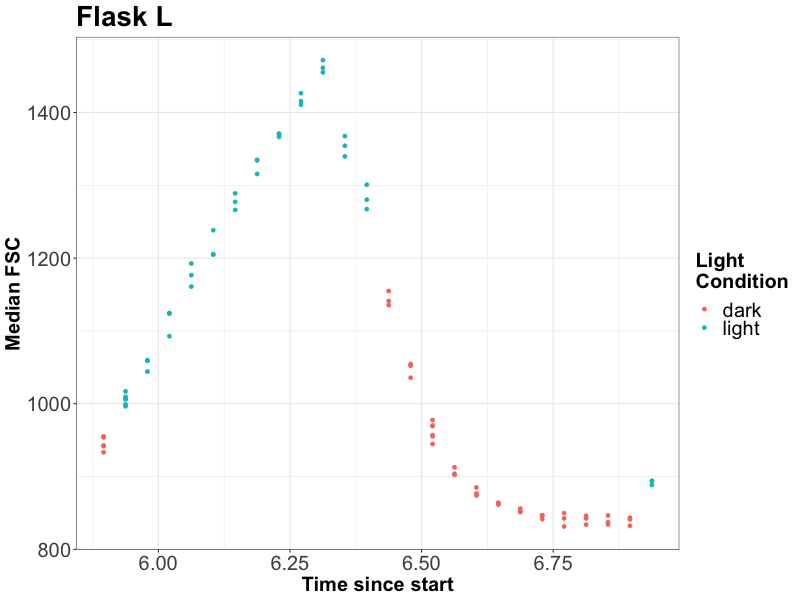 Flask L
Median FSC
1400
1200
1000
800
6.00 6.25 6.50 6.75
Time since start
Light
Condition
dark
light